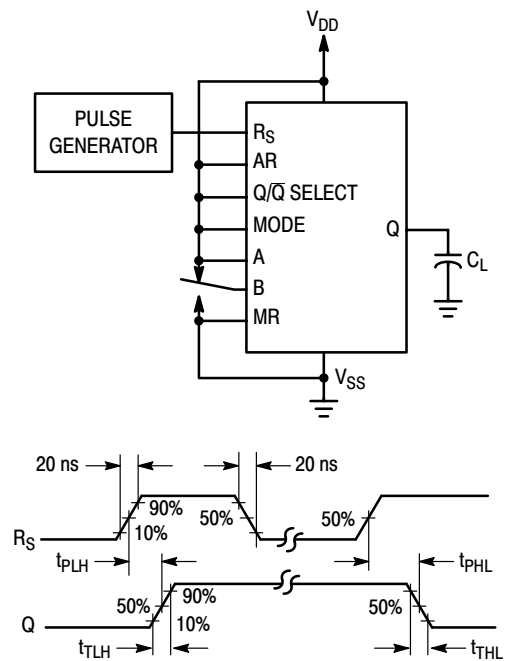 V_DD
PULSE
GENERATOR
R_S
AR
Q/Q̅ SELECT
MODE
Q
A
C_L
B
MR
V_SS
20 ns
20 ns
90%
50%
50%
R_S
10%
t_PLH
t_PHL
50%
90%
50%
Q
10%
t_TLH
t_THL